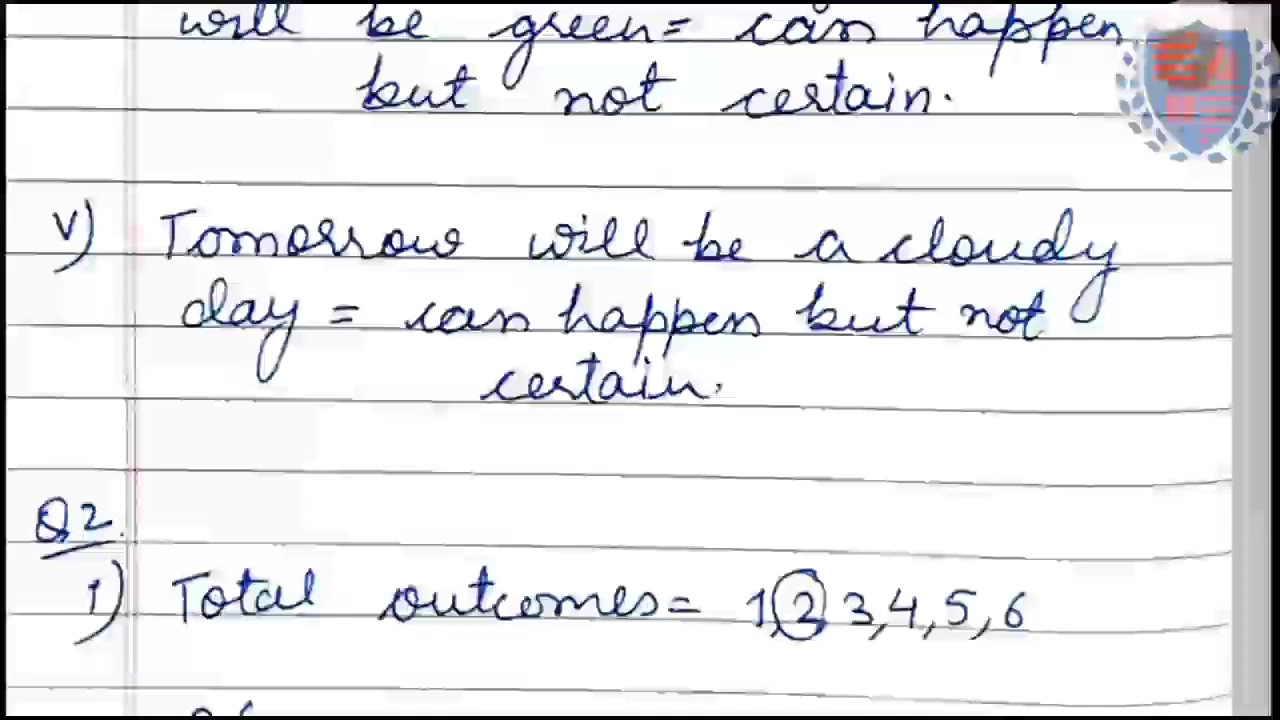 will be green = can happen
but not certain.
v) Tomorrow will be a cloudy
day = can happen but not
certain.
Q2.
i) Total outcomes = 1, 2 3, 4, 5, 6